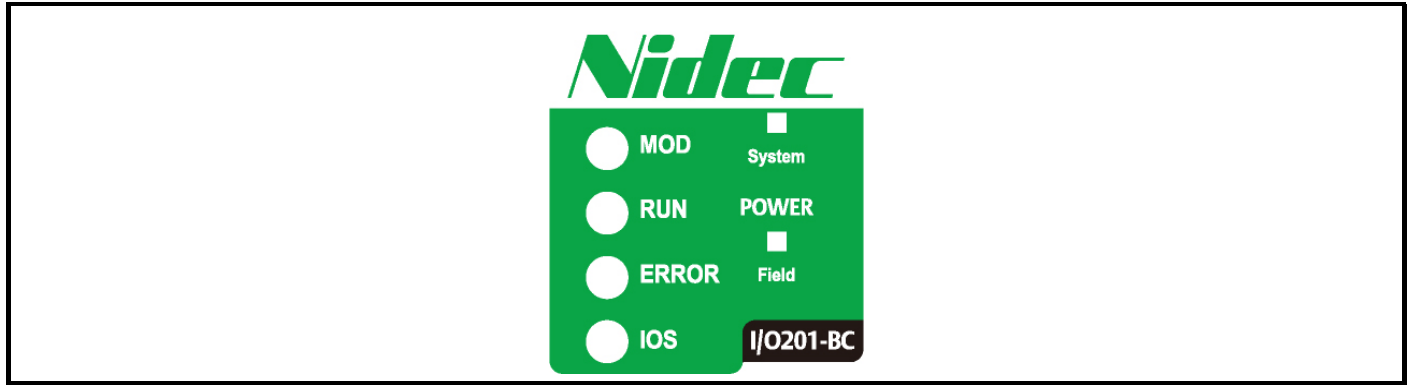 Nidec
MOD
System
RUN
POWER
ERROR
Field
IOS
I/O201-BC